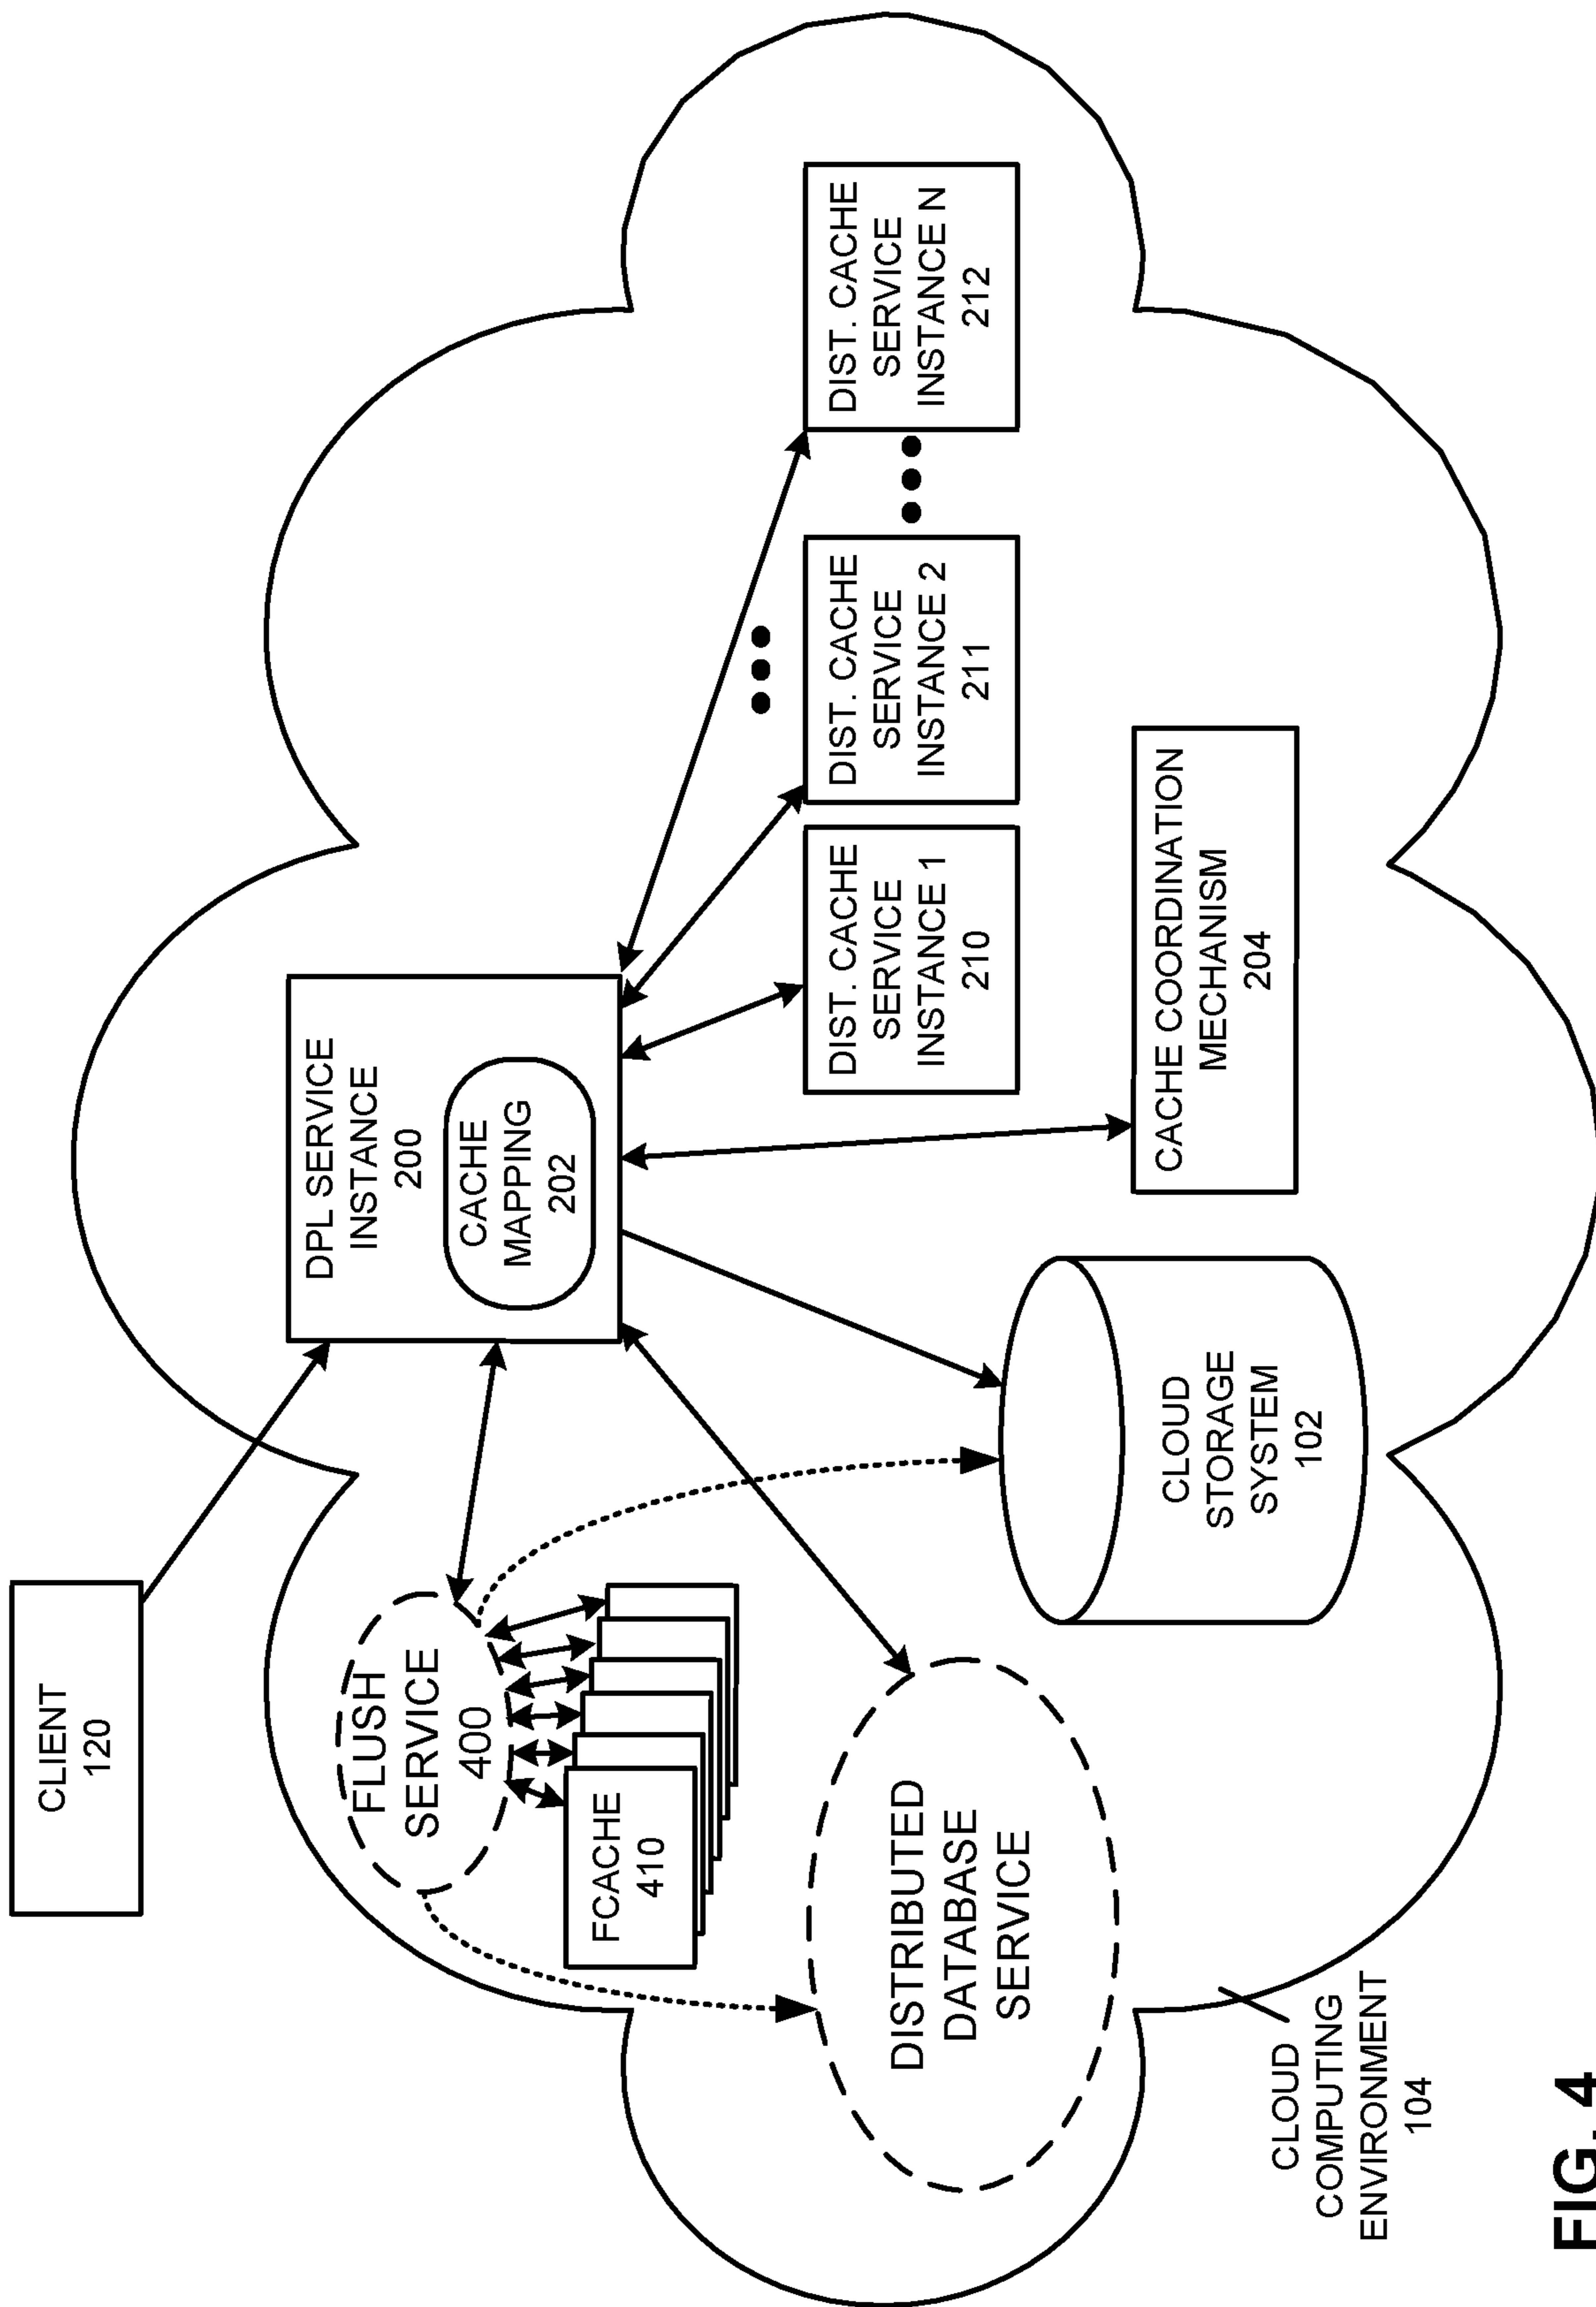 CLIENT
120
FLUSH
SERVICE
400
FCACHE
410
DPL SERVICE
INSTANCE
200
CACHE
MAPPING
202
DISTRIBUTED
DATABASE
SERVICE
CLOUD
STORAGE
SYSTEM
102
DIST. CACHE
SERVICE
INSTANCE 1
210
DIST. CACHE
SERVICE
INSTANCE 2
211
DIST. CACHE
SERVICE
INSTANCE N
212
CACHE COORDINATION
MECHANISM
204
CLOUD
COMPUTING
ENVIRONMENT
104
FIG. 4